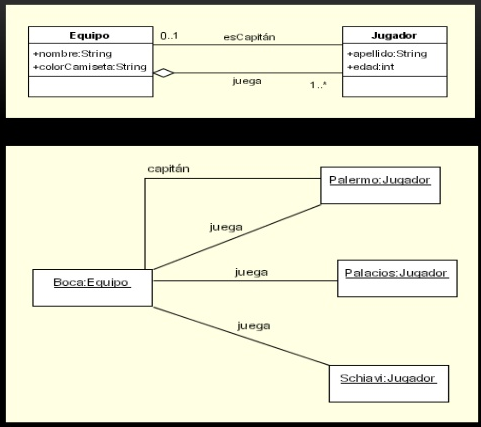 Equipo
+nombre:String
+colorCamiseta:String
0..1
esCapitán
juega
1..*
Jugador
+apellido:String
+edad:int
capitán
Palermo:Jugador
juega
Boca:Equipo
juega
Palacios:Jugador
juega
Schiavi:Jugador